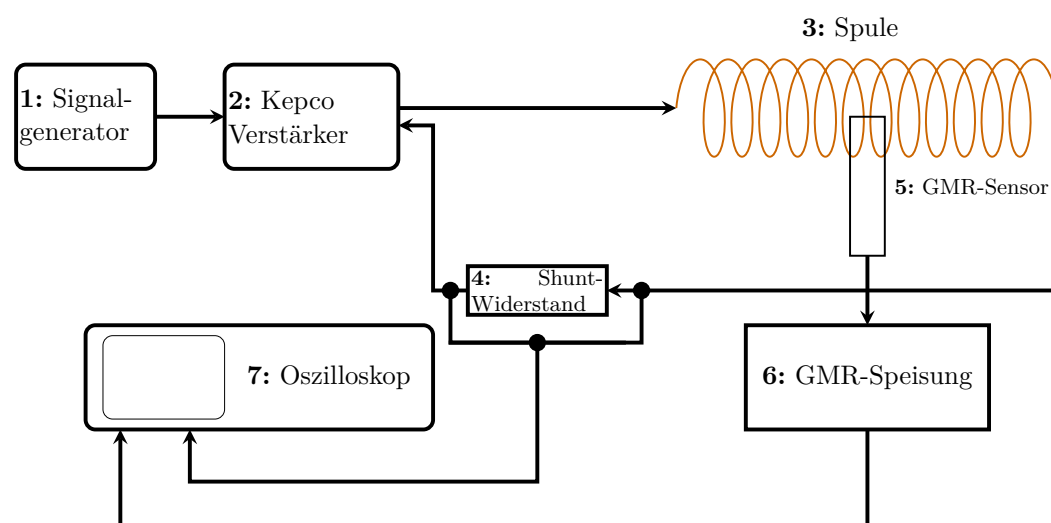 3: Spule
1: Signal-
generator
2: Kepco
Verstärker
5: GMR-Sensor
4: Shunt-
Widerstand
7: Oszilloskop
6: GMR-Speisung